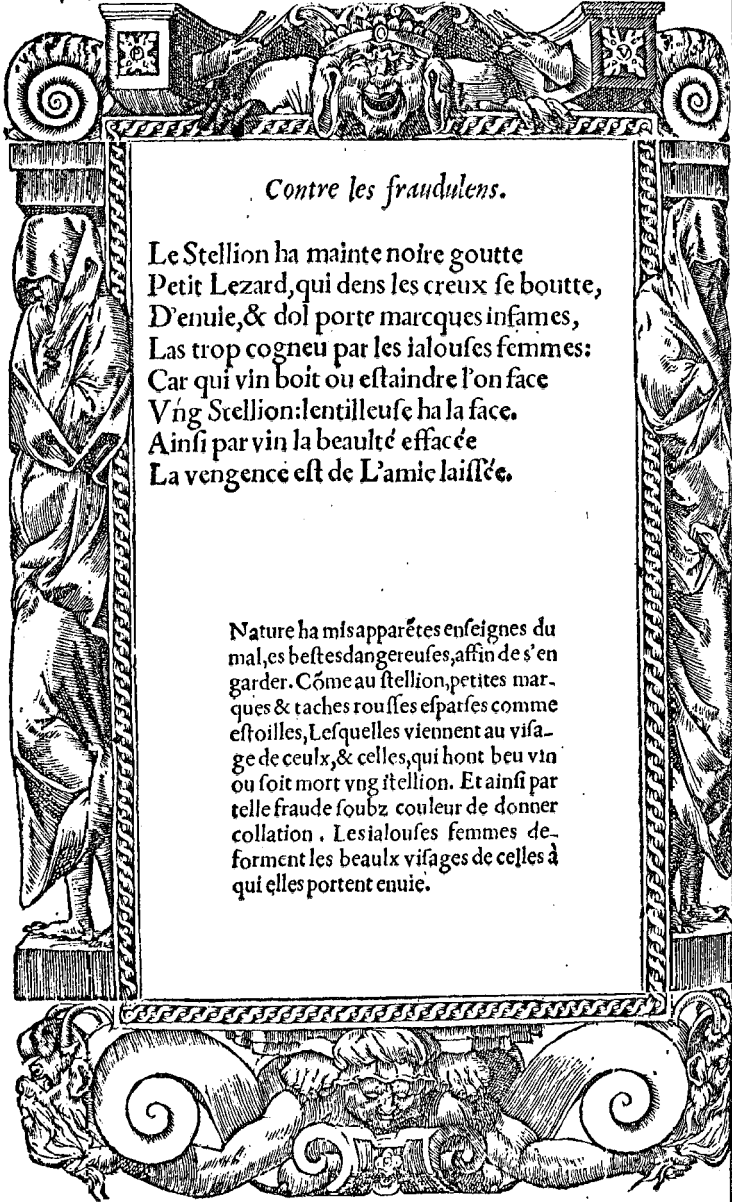 Contre les fraudulens.
Le Stellion ha mainte noire goutte
Petit Lezard,qui dens les creux ſe boutte,
D'enuie,& dol porte marcques infames,
Las trop cogneu par les ialouſes femmes:
Car qui vin boit ou eſtaindre l'on face
Vng Stellion:lentilleuſe ha la face.
Ainſi par vin la beaulté effacée
La vengence eſt de L'amie laiſſée.
Nature ha mis apparẽtes enſeignes du
mal,es beſtes dangereuſes,affin de s'en
garder. Cõme au ſtellion,petites mar-
ques & taches rouſſes eſparſes comme
eſtoilles,Leſquelles viennent au viſa-
ge de ceulx,& celles,qui hont beu vin
ou ſoit mort vng ſtellion. Et ainſi par
telle fraude ſoubz couleur de donner
collation . Les ialouſes femmes de-
forment les beaulx viſages de celles à
qui elles portent enuie.